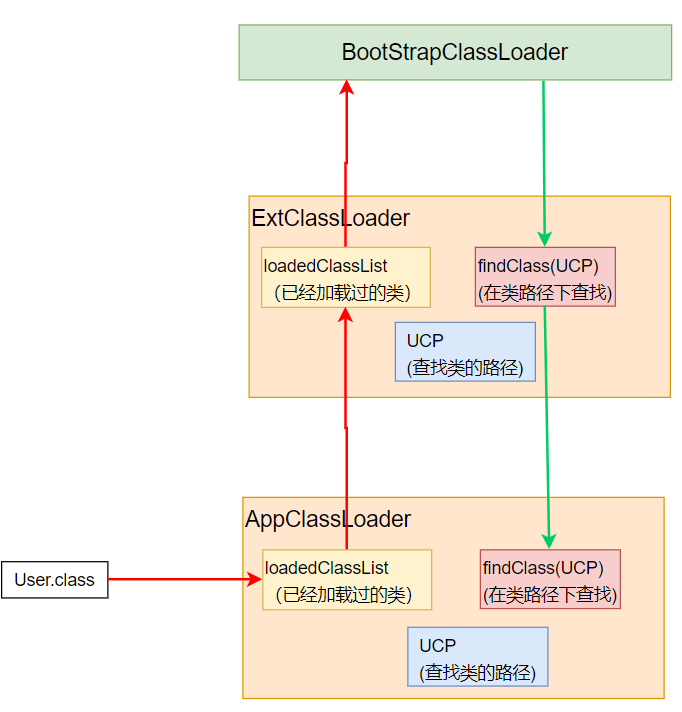 BootStrapClassLoader
ExtClassLoader
loadedClassList
（已经加载过的类）
findClass(UCP)
(在类路径下查找)
UCP
(查找类的路径)
AppClassLoader
User.class
loadedClassList
（已经加载过的类）
findClass(UCP)
(在类路径下查找)
UCP
(查找类的路径)